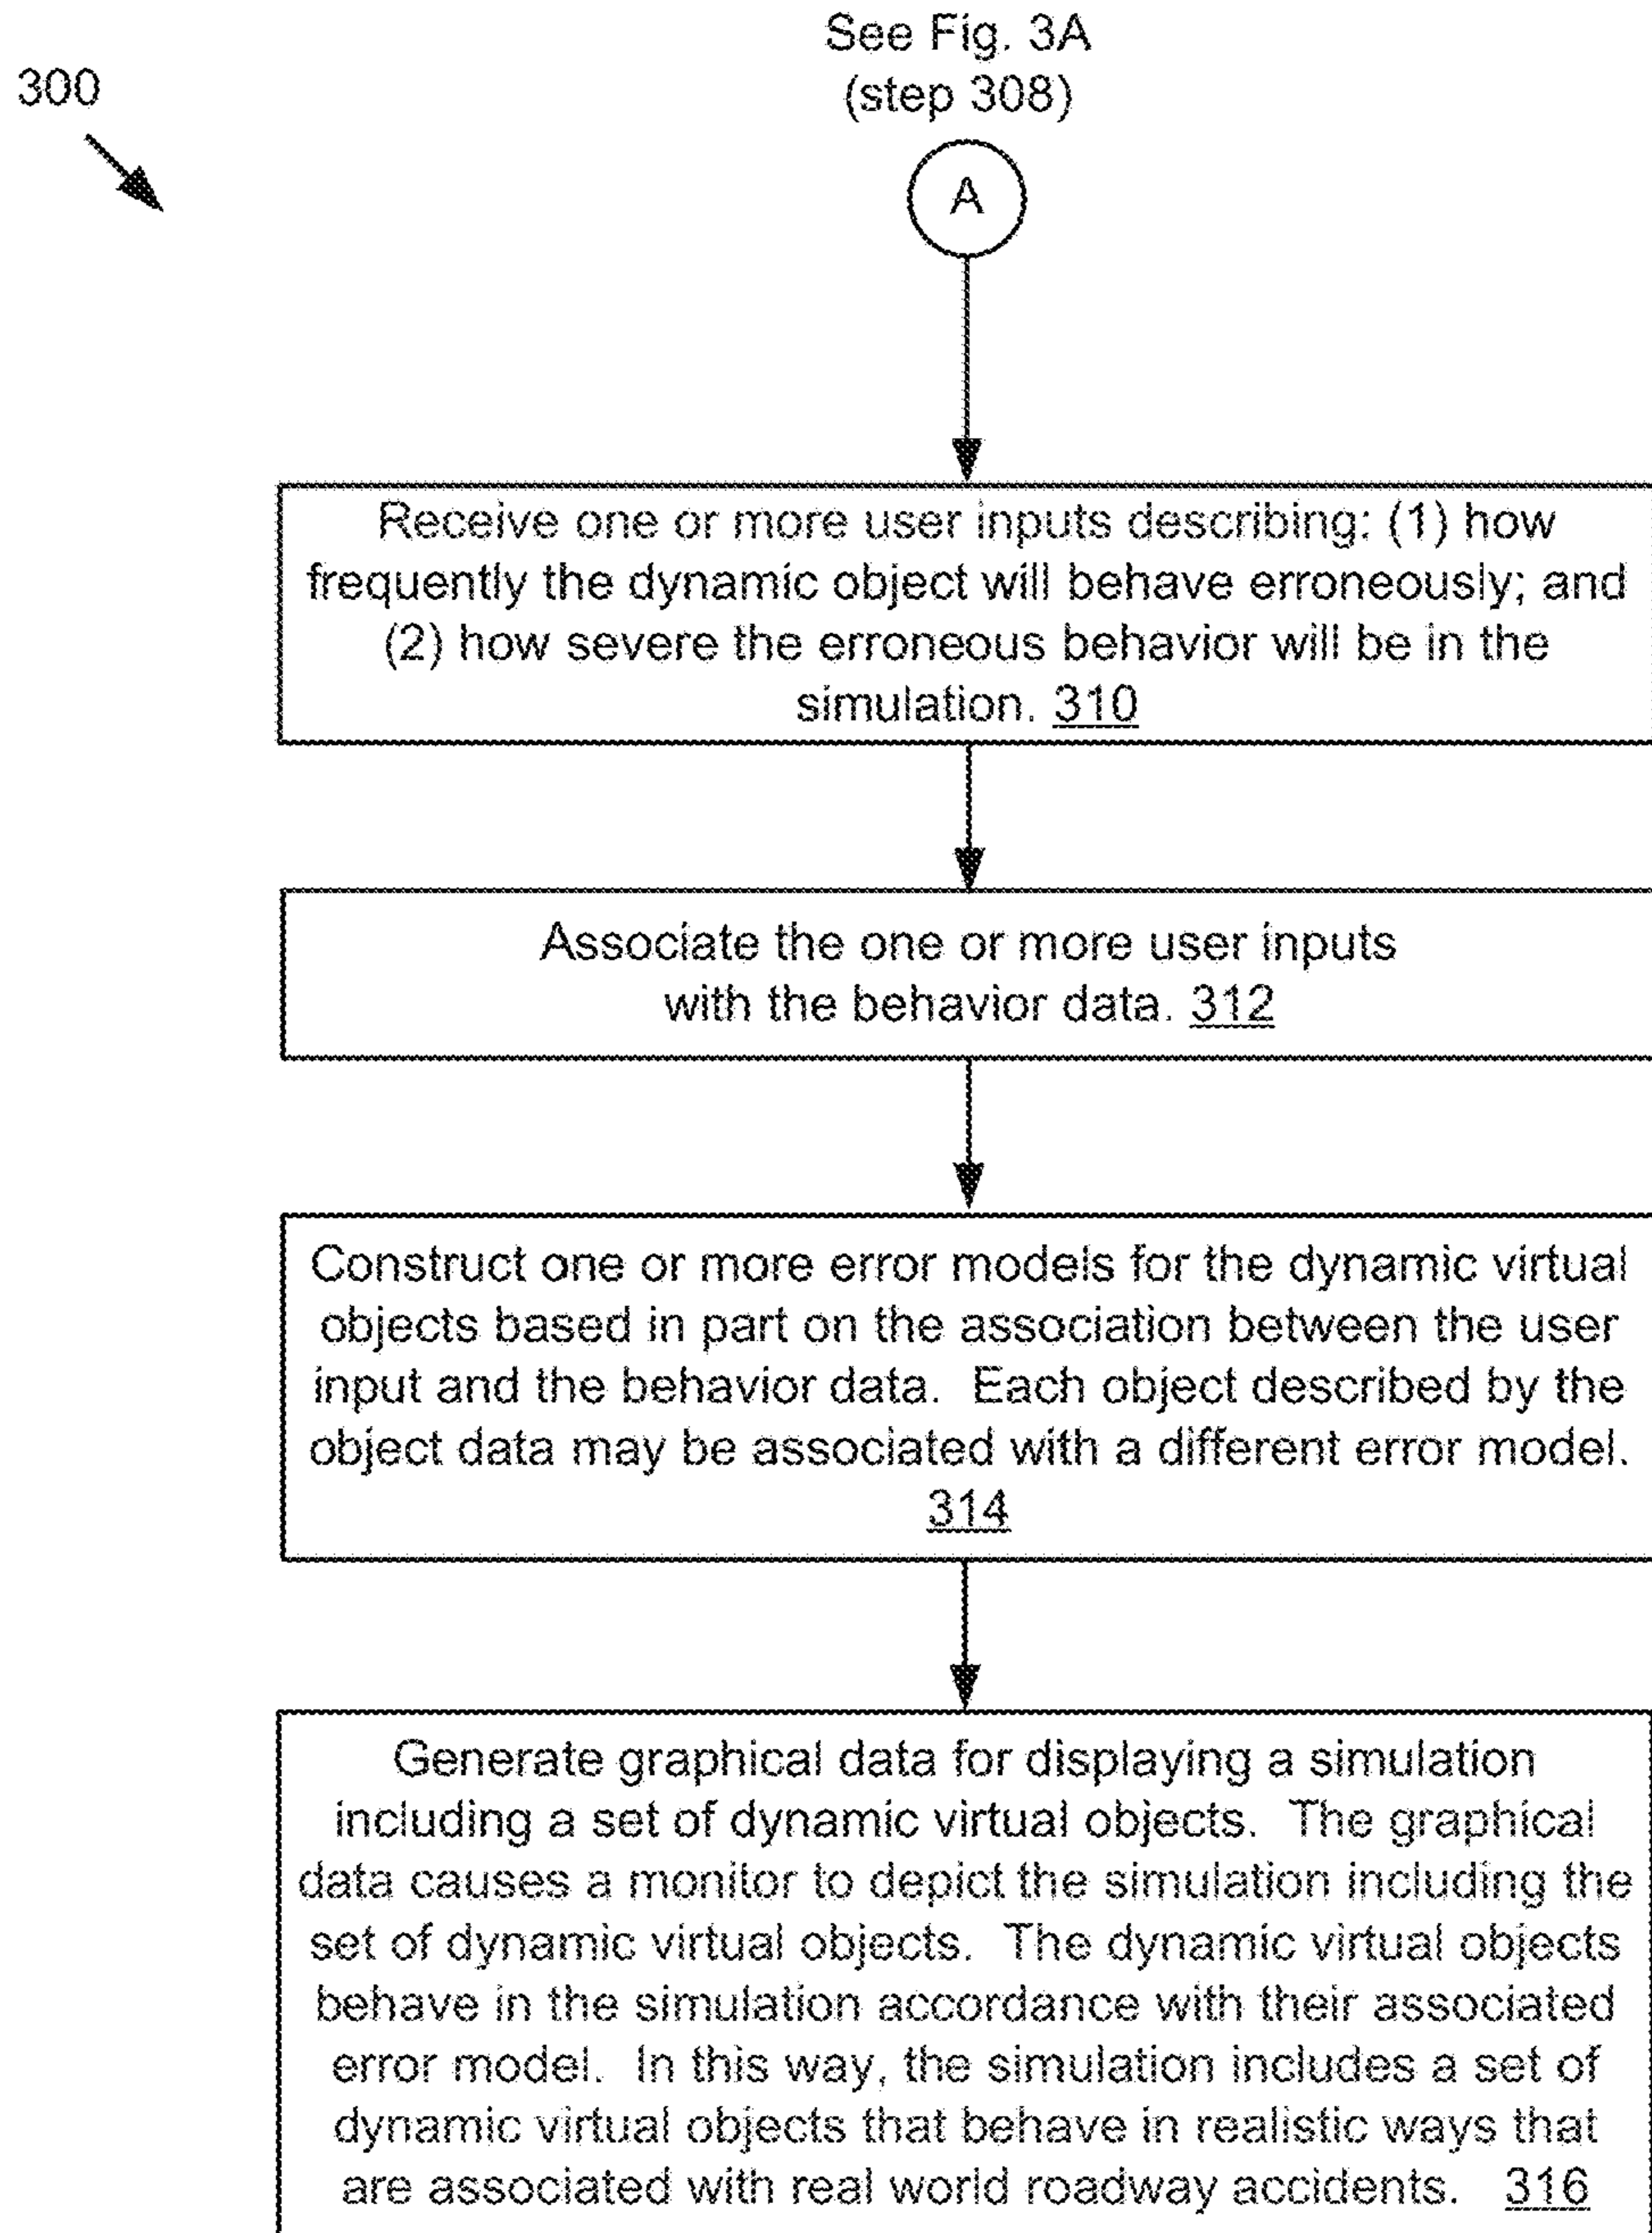 See Fig. 3A
300
(step 308)
A
Receive one or more user inputs describing: (1) how
frequently the dynamic object will behave erroneously; and
(2) how severe the erroneous behavior will be in the
simulation. 310
Associate the one or more user inputs
with the behavior data. 312
Construct one or more error models for the dynamic virtual
objects based in part on the association between the user
input and the behavior data. Each object described by the
object data may be associated with a different error model.
314
Generate graphical data for displaying a simulation
including a set of dynamic virtual objects. The graphical
data causes a monitor to depict the simulation including the
set of dynamic virtual objects. The dynamic virtual objects
behave in the simulation accordance with their associated
error model. In this way, the simulation includes a set of
dynamic virtual objects that behave in realistic ways that
are associated with real world roadway accidents. 316